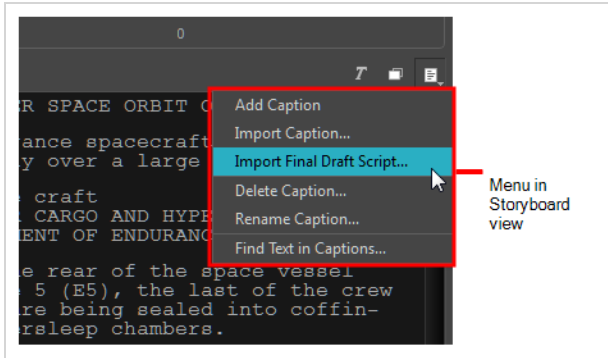 0
T
R SPACE ORBIT
Add Caption
ance spacecraft
Import Caption...
y over a large
Import Final Draft Script...
craft
Delete Caption...
CARGO AND HYPE
Rename Caption...
MENT OF ENDURANC
Find Text in Captions...
e rear of the space vessel
5 (E5), the last of the crew
re being sealed into coffin-
ersleep chambers.
Menu in
Storyboard
view